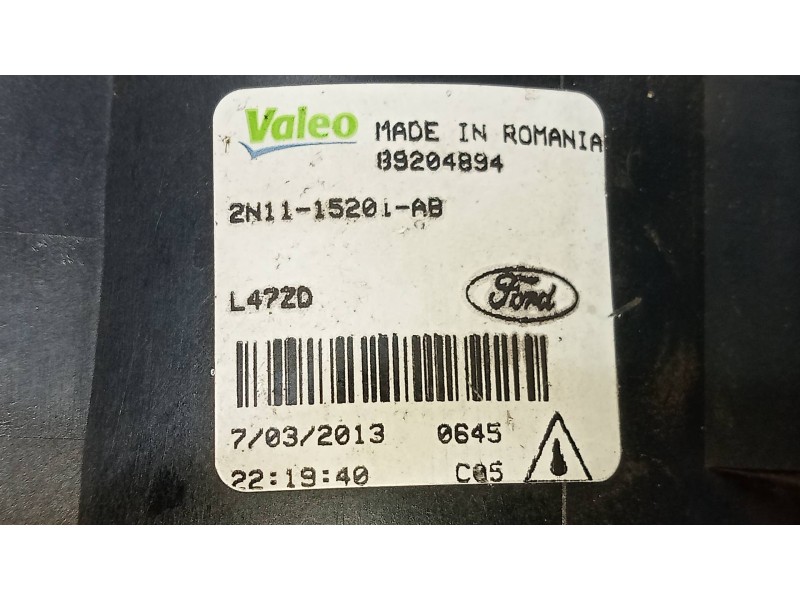 Valeo MADE IN ROMANIA
89204894
2N11-15201-AB
L47ZD Ford
7/03/2013 0645
22:19:40 C05